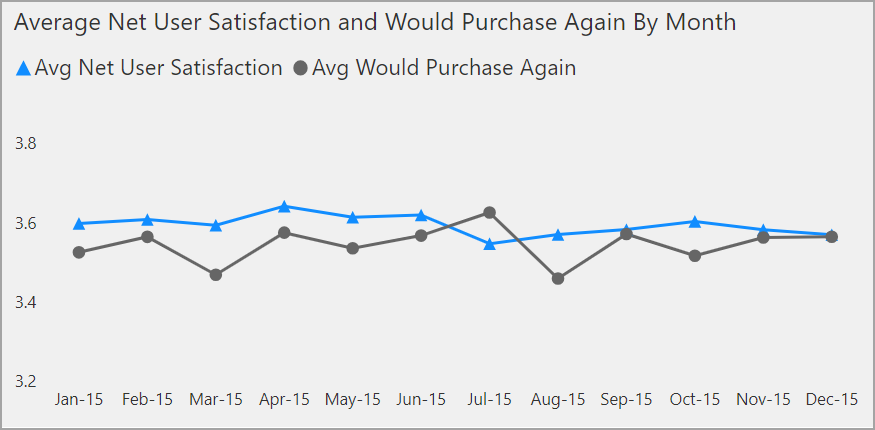 Average Net User Satisfaction and Would Purchase Again By Month
Avg Net User Satisfaction Avg Would Purchase Again
3.8
3.6
3.4
3.2
Jan-15 Feb-15 Mar-15 Apr-15 May-15 Jun-15 Jul-15 Aug-15 Sep-15 Oct-15 Nov-15 Dec-15